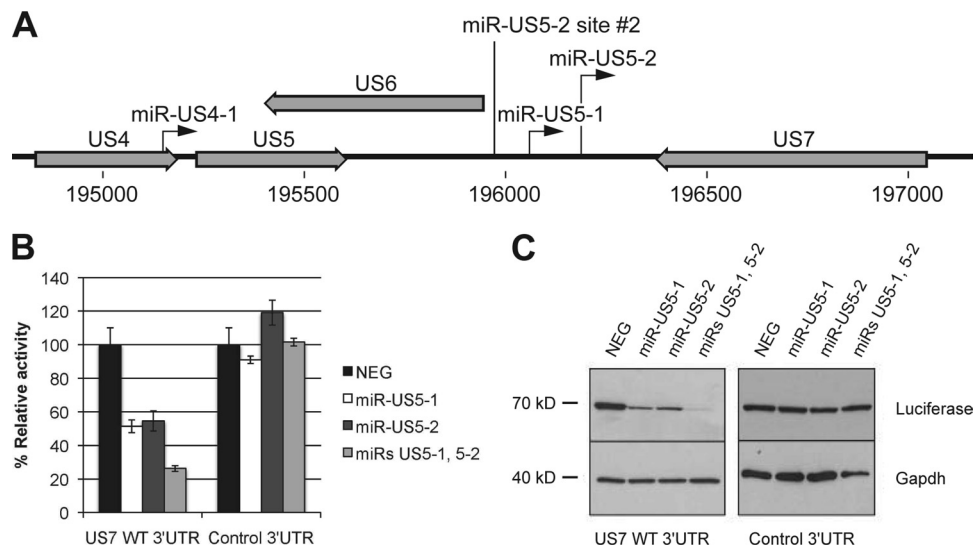 A
miR-US5-2 site #2
miR-US5-2
US6
miR-US4-1
miR-US5-1
US4
US5
US7
195000
195500
196000
196500
197000
B
140
120
100
80
60
40
20
0
% Relative activity
US7 WT 3'UTR
Control 3'UTR
NEG
miR-US5-1
miR-US5-2
miRs US5-1, 5-2
C
NEG
miR-US5-1
miR-US5-2
miRs US5-1, 5-2
NEG
miR-US5-1
miR-US5-2
miRs US5-1, 5-2
70 kD
Luciferase
40 kD
Gapdh
US7 WT 3'UTR
Control 3'UTR